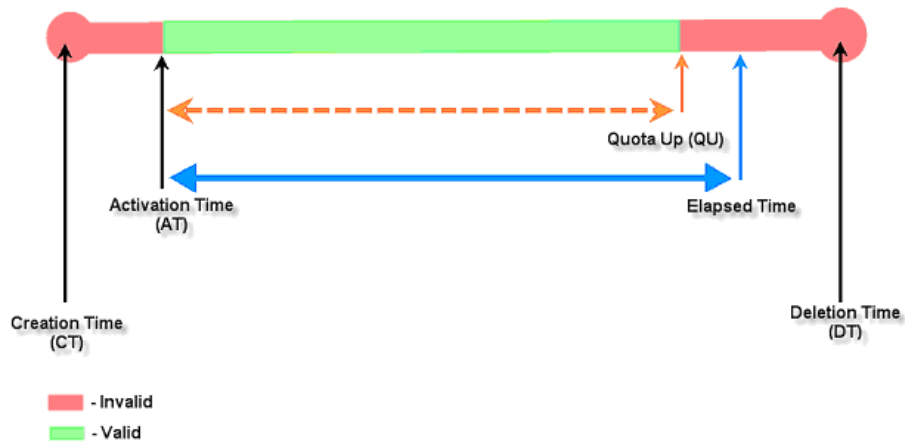 Quota Up (QU)
Activation Time
(AT)
Elapsed Time
Creation Time
(CT)
Deletion Time
(DT)
- Invalid
- Valid